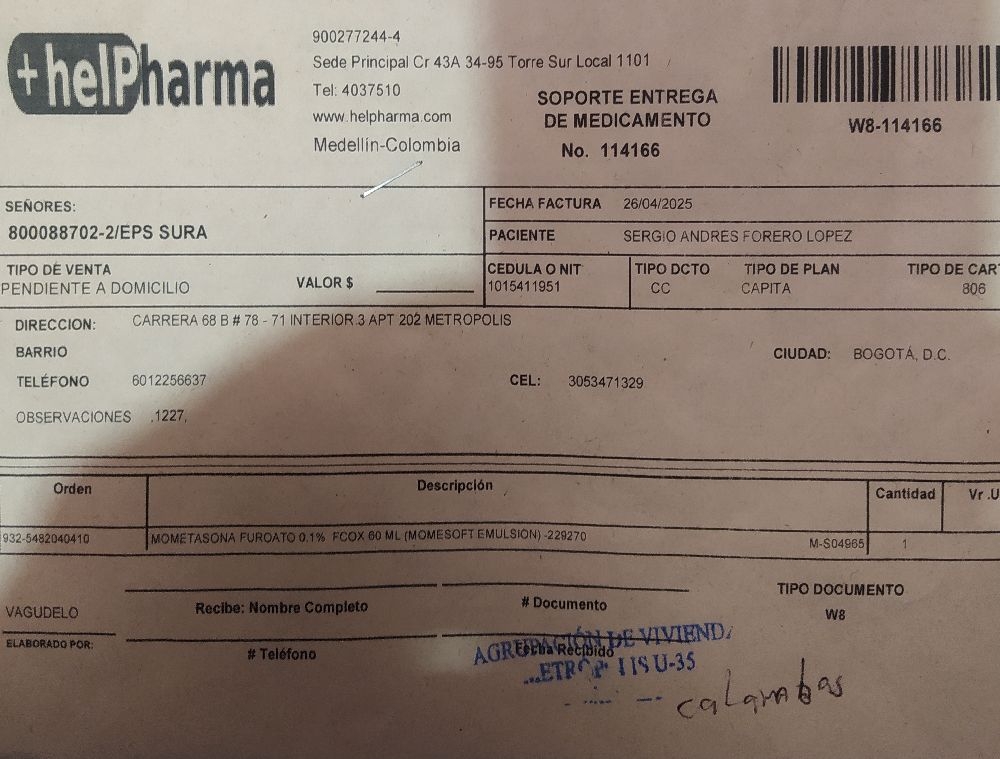 +helPharma
900277244-4
Sede Principal Cr 43A 34-95 Torre Sur Local 1101
Tel: 4037510
www.helpharma.com
Medellín-Colombia
SOPORTE ENTREGA
DE MEDICAMENTO
No. 114166
W8-114166
SEÑORES:
800088702-2/EPS SURA
FECHA FACTURA 26/04/2025
PACIENTE SERGIO ANDRES FORERO LOPEZ
TIPO DE VENTA
PENDIENTE A DOMICILIO
VALOR $
CEDULA O NIT
1015411951
TIPO DCTO
CC
TIPO DE PLAN
CAPITA
TIPO DE CAR
806
DIRECCION: CARRERA 68 B # 78 - 71 INTERIOR 3 APT 202 METROPOLIS
BARRIO
CIUDAD: BOGOTÁ, D.C.
TELÉFONO 6012256637
CEL: 3053471329
OBSERVACIONES ,1227,
Orden Descripción Cantidad Vr .U
932-5482040410 MOMETASONA FUROATO 0.1% FCOX 60 ML (MOMESOFT EMULSION) -229270 M-S04965 1
VAGUDELO
ELABORADO POR:
Recibe: Nombre Completo
# Documento
TIPO DOCUMENTO
W8
# Teléfono
Fecha Recibido
AGRUPACIÓN DE VIVIEND
U-35